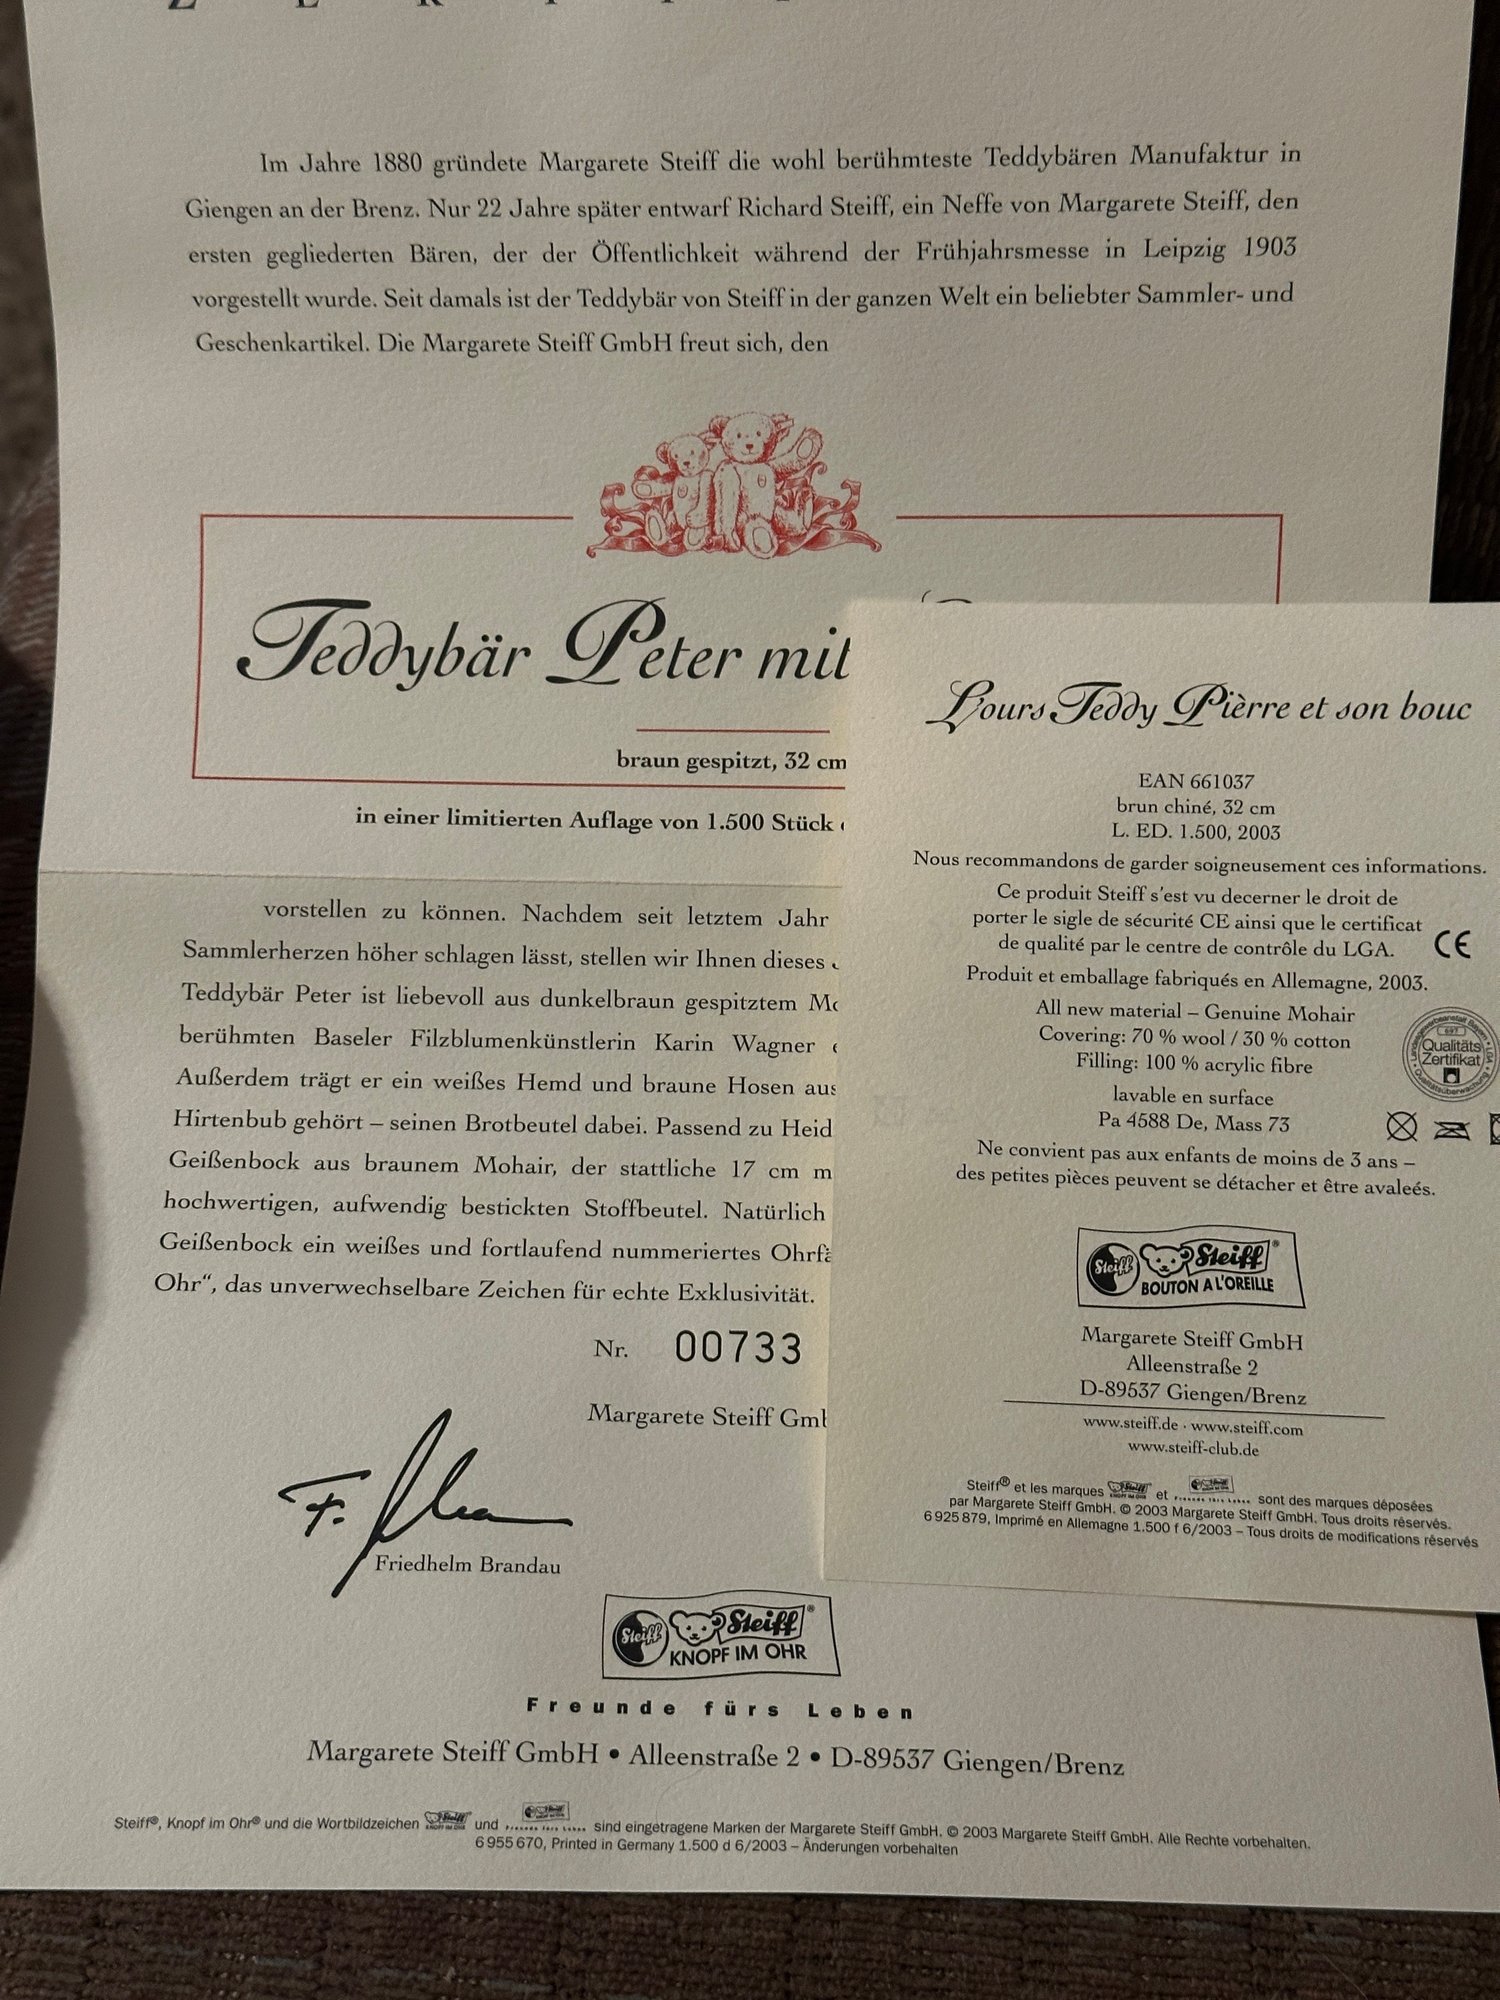 Im Jahre 1880 gründete Margarete Steiff die wohl berühmteste Teddybären Manufaktur in
Giengen an der Brenz. Nur 22 Jahre später entwarf Richard Steiff, ein Neffe von Margarete Steiff, den
ersten gegliederten Bären, der der Öffentlichkeit während der Frühjahrsmesse in Leipzig 1903
vorgestellt wurde. Seit damals ist der Teddybär von Steiff in der ganzen Welt ein beliebter Sammler- und
Geschenkartikel. Die Margarete Steiff GmbH freut sich, den
Teddybär Peter mit
braun gespitzt, 32 cm
in einer limitierten Auflage von 1.500 Stück
vorstellen zu können. Nachdem seit letztem Jahr
Sammlerherzen höher schlagen lässt, stellen wir Ihnen dieses
Teddybär Peter ist liebevoll aus dunkelbraun gespitztem
berühmten Baseler Filzblumenkünstlerin Karin Wagner
Außerdem trägt er ein weißes Hemd und braune Hosen aus
Hirtenbub gehört – seinen Brotbeutel dabei. Passend zu Heid
Geißenbock aus braunem Mohair, der stattliche 17 cm m
hochwertigen, aufwendig bestickten Stoffbeutel. Natürlich
Geißenbock ein weißes und fortlaufend nummeriertes Ohrfä
Ohr“, das unverwechselbare Zeichen für echte Exklusivität.
Nr. 00733
Margarete Steiff Gmb
Friedhelm Brandau
Steiff Steiff®
KNOPF IM OHR
Freunde fürs Leben
Margarete Steiff GmbH • Alleenstraße 2 • D-89537 Giengen/Brenz
Steiff®, Knopf im Ohr® und die Wortbildzeichen und sind eingetragene Marken der Margarete Steiff GmbH. © 2003 Margarete Steiff GmbH. Alle Rechte vorbehalten.
6 955 670, Printed in Germany 1.500 d 6/2003 – Änderungen vorbehalten
L'ours Teddy Pièrre et son bouc
EAN 661037
brun chiné, 32 cm
L. ED. 1.500, 2003
Nous recommandons de garder soigneusement ces informations.
Ce produit Steiff s'est vu decerner le droit de
porter le sigle de sécurité CE ainsi que le certificat
de qualité par le centre de contrôle du LGA. CE
Produit et emballage fabriqués en Allemagne, 2003.
All new material – Genuine Mohair
Covering: 70 % wool / 30 % cotton
Filling: 100 % acrylic fibre
Qualitäts
Zertifikat
lavable en surface
Pa 4588 De, Mass 73
Ne convient pas aux enfants de moins de 3 ans –
des petites pièces peuvent se détacher et être avaleés.
Steiff Steiff®
BOUTON A L'OREILLE
Margarete Steiff GmbH
Alleenstraße 2
D-89537 Giengen/Brenz
www.steiff.de · www.steiff.com
www.steiff-club.de
Steiff® et les marques et sont des marques déposées
par Margarete Steiff GmbH. © 2003 Margarete Steiff GmbH. Tous droits réservés.
6 925 879, Imprimé en Allemagne 1.500 f 6/2003 – Tous droits de modifications réservés